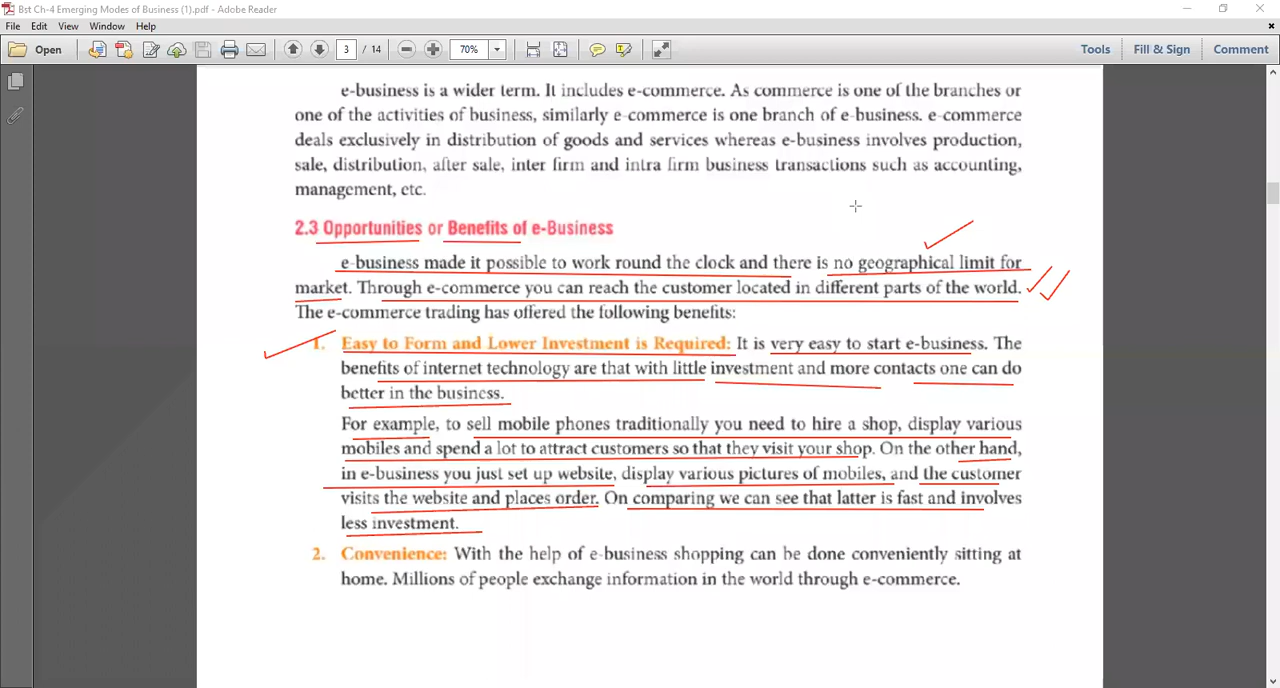 Bst Ch-4 Emerging Modes of Business (1).pdf - Adobe Reader
File Edit View Window Help
Open 3 / 14 70% Tools Fill & Sign Comment
e-business is a wider term. It includes e-commerce. As commerce is one of the branches or
one of the activities of business, similarly e-commerce is one branch of e-business. e-commerce
deals exclusively in distribution of goods and services whereas e-business involves production,
sale, distribution, after sale, inter firm and intra firm business transactions such as accounting,
management, etc.
2.3 Opportunities or Benefits of e-Business
e-business made it possible to work round the clock and there is no geographical limit for
market. Through e-commerce you can reach the customer located in different parts of the world.
The e-commerce trading has offered the following benefits:
1. Easy to Form and Lower Investment is Required: It is very easy to start e-business. The
benefits of internet technology are that with little investment and more contacts one can do
better in the business.
For example, to sell mobile phones traditionally you need to hire a shop, display various
mobiles and spend a lot to attract customers so that they visit your shop. On the other hand,
in e-business you just set up website, display various pictures of mobiles, and the customer
visits the website and places order. On comparing we can see that latter is fast and involves
less investment.
2. Convenience: With the help of e-business shopping can be done conveniently sitting at
home. Millions of people exchange information in the world through e-commerce.